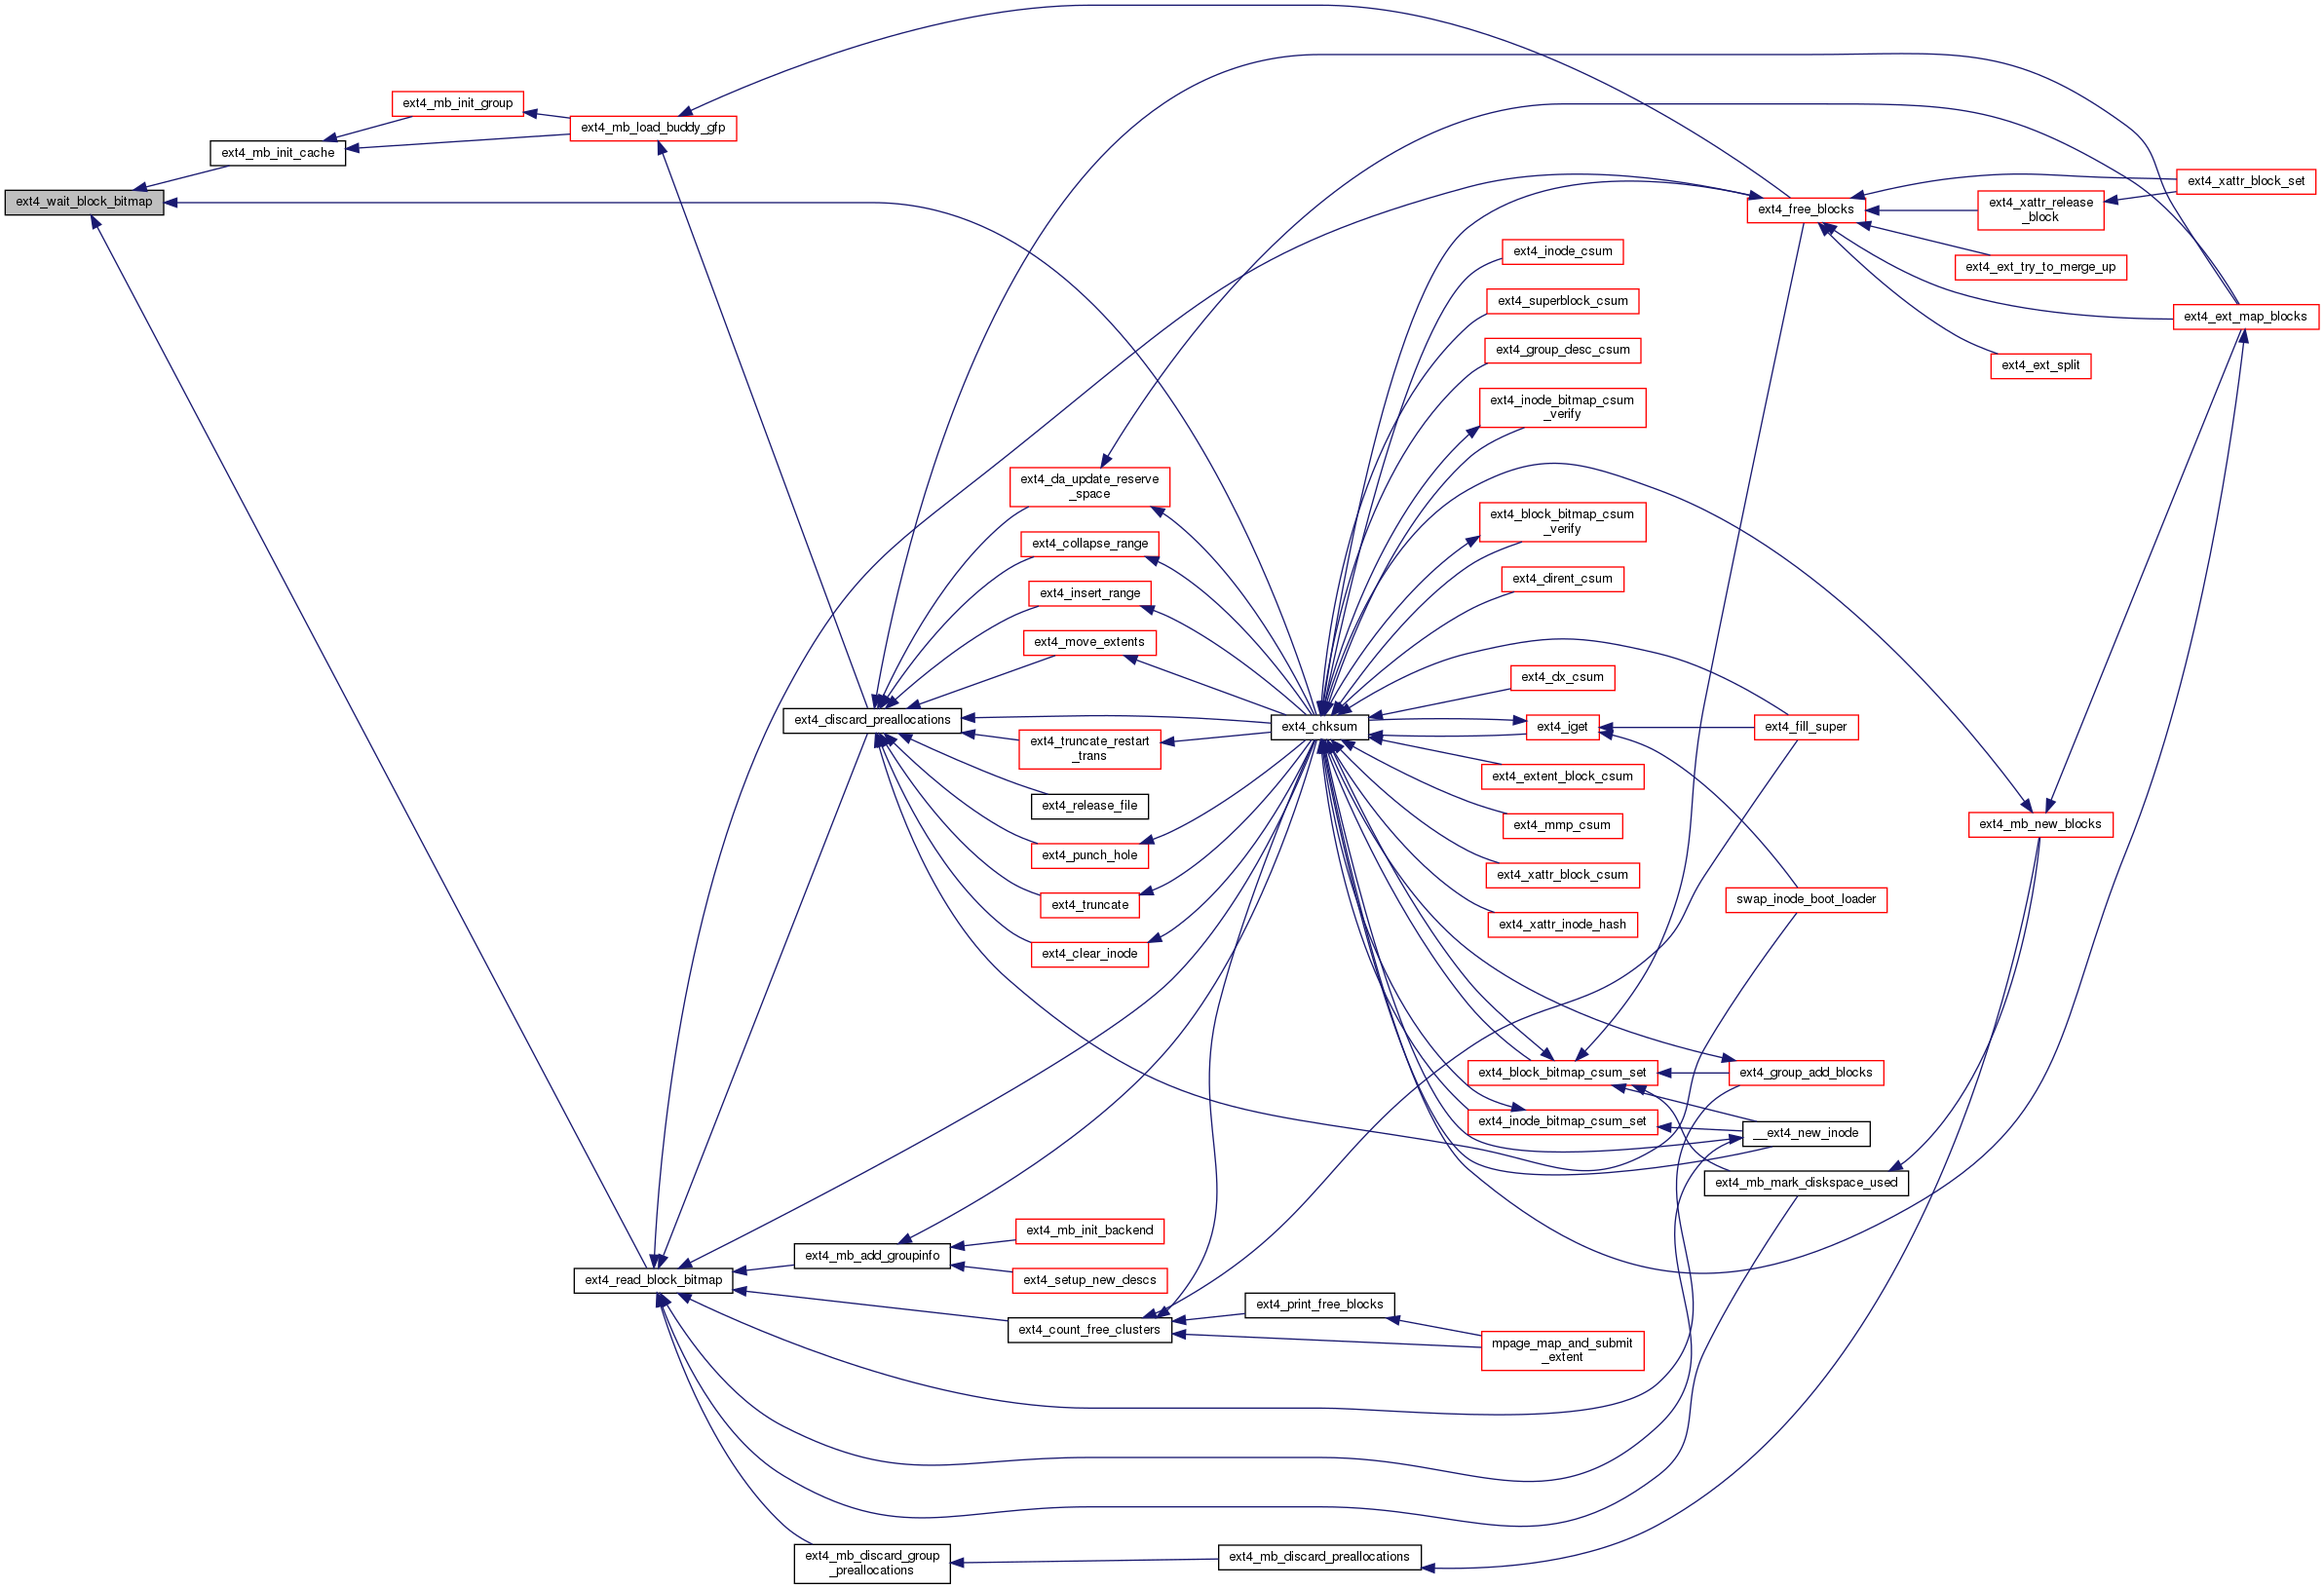 ext4_wait_block_bitmap
ext4_mb_init_cache
ext4_mb_init_group
ext4_mb_load_buddy_gfp
ext4_read_block_bitmap
ext4_discard_preallocations
ext4_mb_add_groupinfo
ext4_mb_discard_group
_preallocations
ext4_da_update_reserve
_space
ext4_collapse_range
ext4_insert_range
ext4_move_extents
ext4_truncate_restart
_trans
ext4_release_file
ext4_punch_hole
ext4_truncate
ext4_clear_inode
ext4_mb_init_backend
ext4_setup_new_descs
ext4_count_free_clusters
ext4_chksum
ext4_print_free_blocks
ext4_mb_discard_preallocations
ext4_inode_csum
ext4_superblock_csum
ext4_group_desc_csum
ext4_inode_bitmap_csum
_verify
ext4_block_bitmap_csum
_verify
ext4_dirent_csum
ext4_dx_csum
ext4_iget
ext4_extent_block_csum
ext4_mmp_csum
ext4_xattr_block_csum
ext4_xattr_inode_hash
ext4_block_bitmap_csum_set
ext4_inode_bitmap_csum_set
mpage_map_and_submit
_extent
ext4_free_blocks
ext4_fill_super
swap_inode_boot_loader
ext4_group_add_blocks
__ext4_new_inode
ext4_mb_mark_diskspace_used
ext4_xattr_release
_block
ext4_ext_try_to_merge_up
ext4_ext_split
ext4_mb_new_blocks
ext4_xattr_block_set
ext4_ext_map_blocks